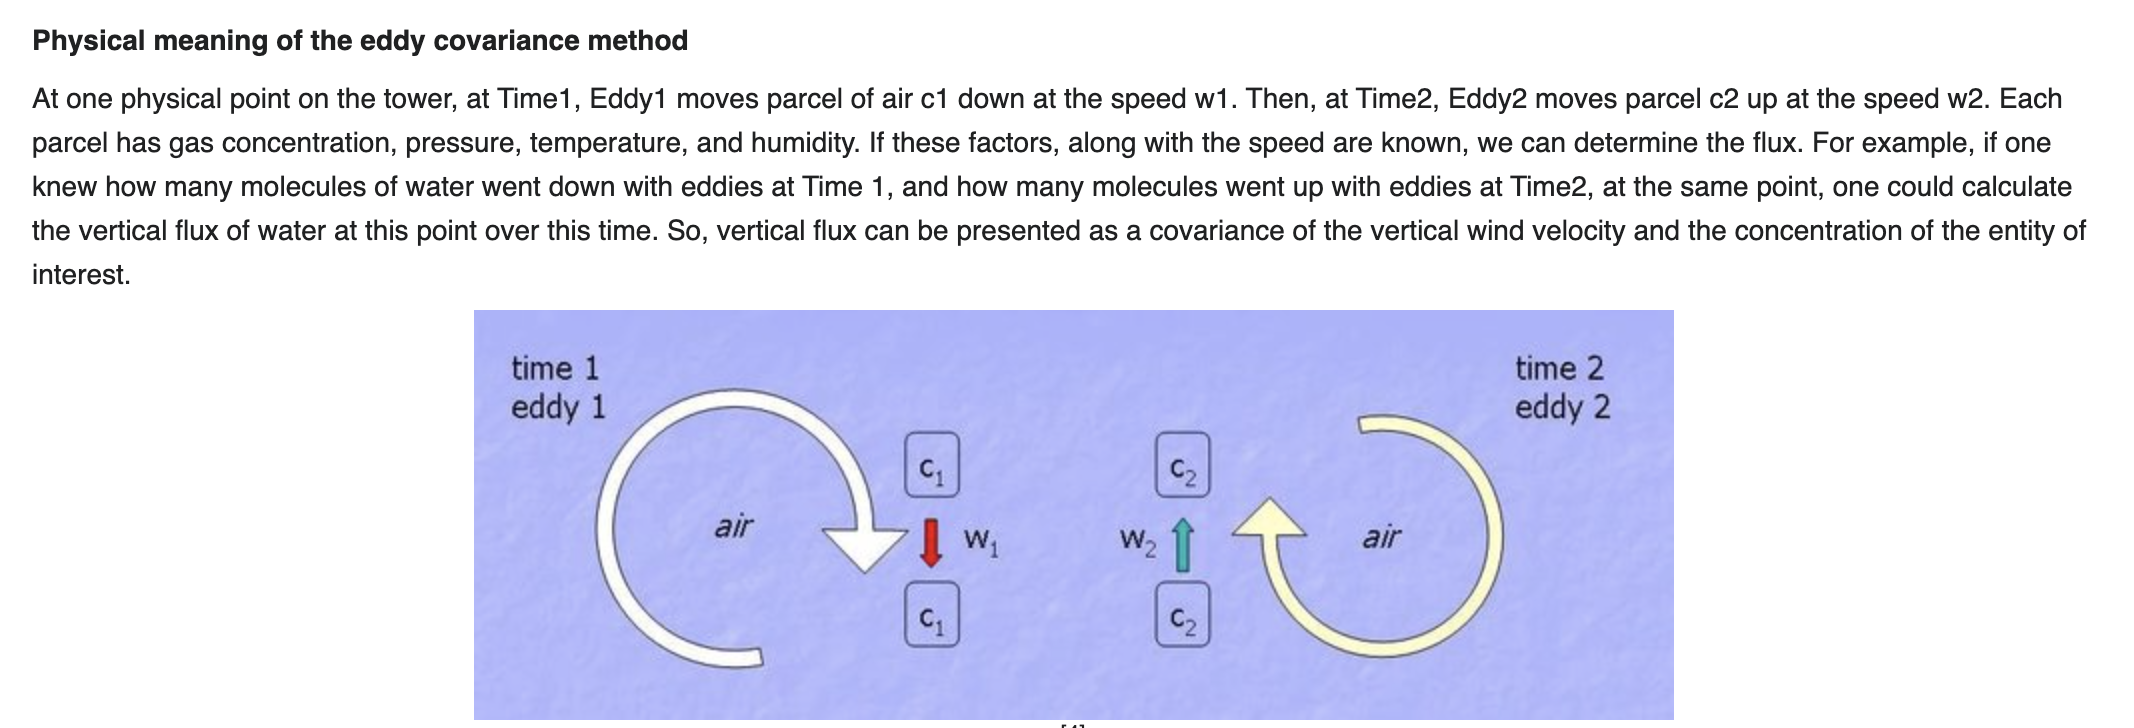 Physical meaning of the eddy covariance method
At one physical point on the tower, at Time1, Eddy1 moves parcel of air c1 down at the speed w1. Then, at Time2, Eddy2 moves parcel c2 up at the speed w2. Each
parcel has gas concentration, pressure, temperature, and humidity. If these factors, along with the speed are known, we can determine the flux. For example, if one
knew how many molecules of water went down with eddies at Time 1, and how many molecules went up with eddies at Time2, at the same point, one could calculate
the vertical flux of water at this point over this time. So, vertical flux can be presented as a covariance of the vertical wind velocity and the concentration of the entity of
interest.
time 1
eddy 1
air
c₁
w₁
c₁
c₂
w₂
c₂
air
time 2
eddy 2